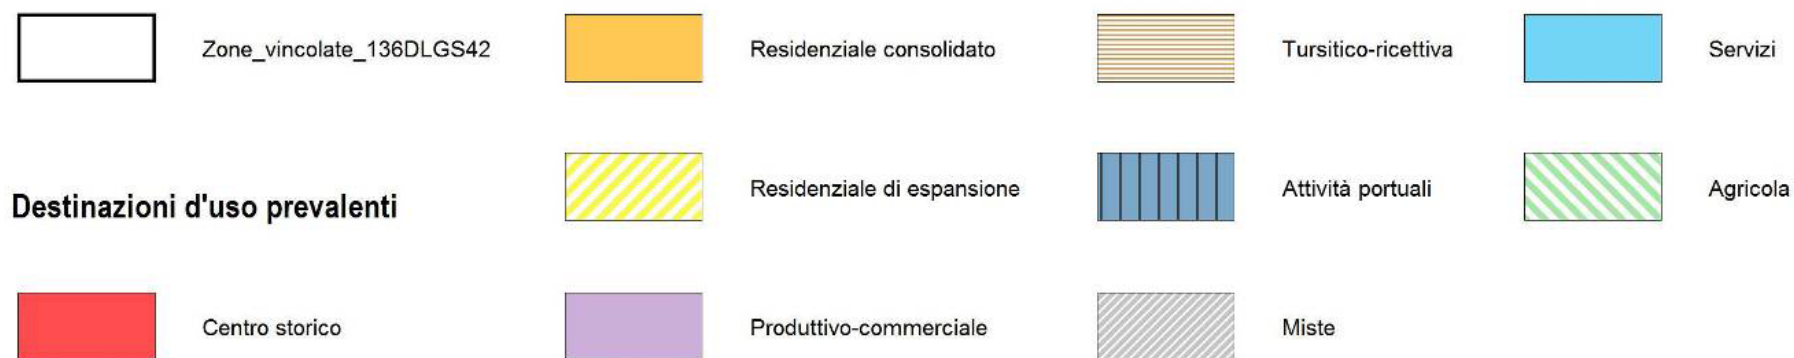 Zone_vincolate_136DLGS42
Destinazioni d'uso prevalenti
Centro storico
Residenziale consolidato
Residenziale di espansione
Produttivo-commerciale
Tursitico-ricettiva
Attività portuali
Miste
Servizi
Agricola